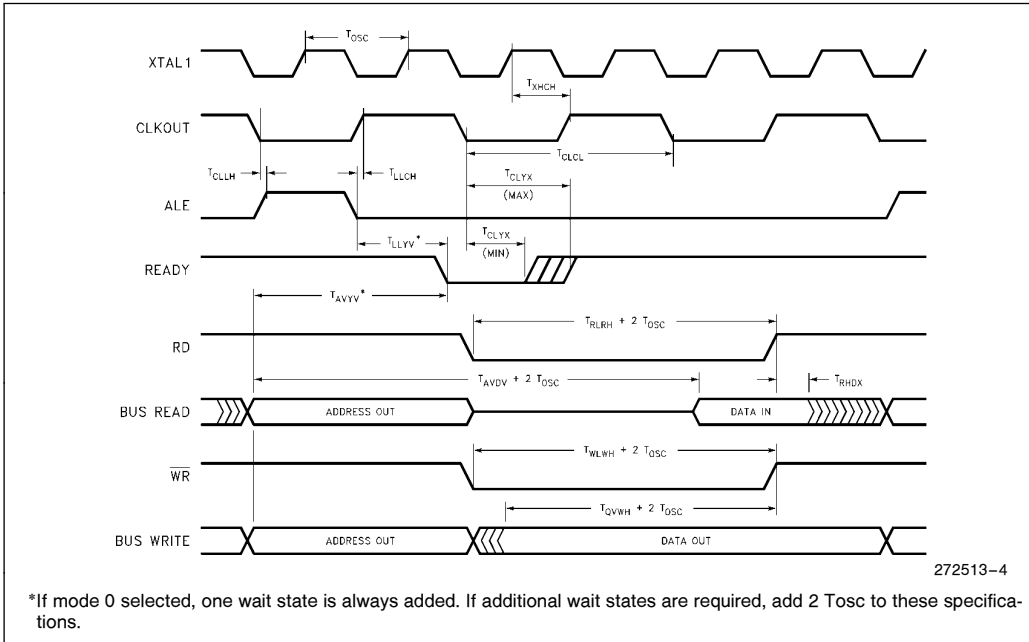 T_OSC
XTAL1
T_XHCH
CLKOUT
T_CLCL
T_CLLH
T_LLCH
T_CLYX
(MAX)
ALE
T_LLYV*
T_CLYX
(MIN)
READY
T_AVYV*
T_RLRH + 2 T_OSC
RD
T_AVDV + 2 T_OSC
T_RHDX
BUS READ
ADDRESS OUT
DATA IN
T_WLWH + 2 T_OSC
WR
T_QVWH + 2 T_OSC
BUS WRITE
ADDRESS OUT
DATA OUT
272513–4
*If mode 0 selected, one wait state is always added. If additional wait states are required, add 2 Tosc to these specifica-
tions.